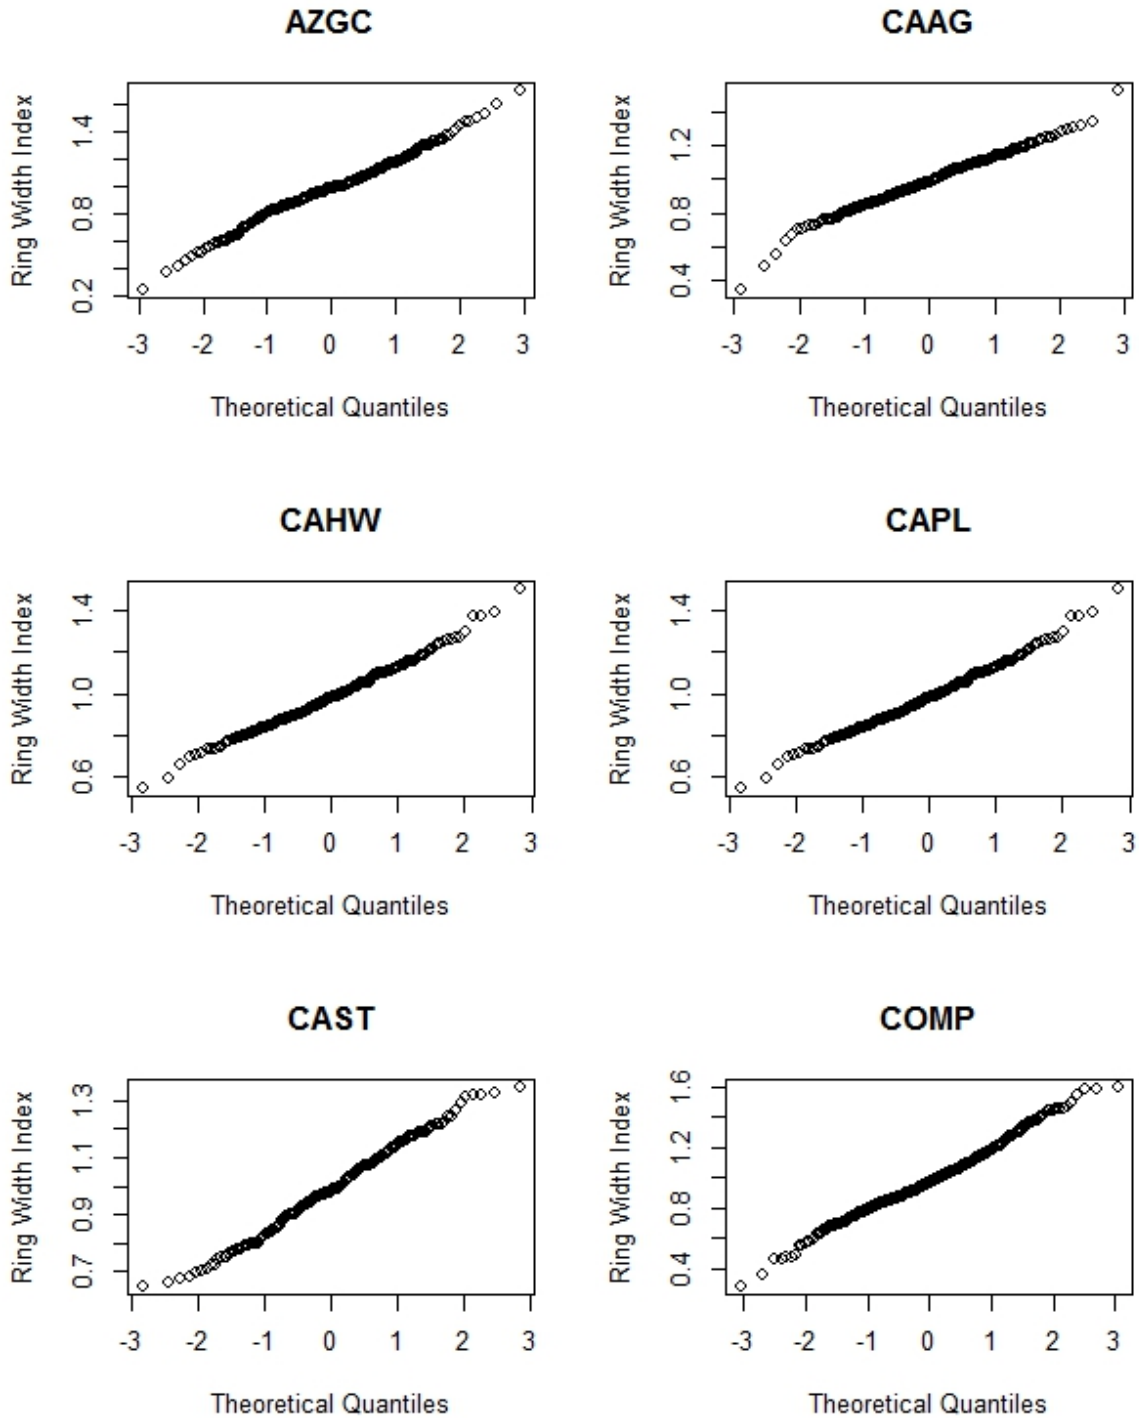 AZGC
Ring Width Index
0.2 0.8 1.4
-3 -2 -1 0 1 2 3
Theoretical Quantiles
CAAG
Ring Width Index
0.4 0.8 1.2
-3 -2 -1 0 1 2 3
Theoretical Quantiles
CAHW
Ring Width Index
0.6 1.0 1.4
-3 -2 -1 0 1 2 3
Theoretical Quantiles
CAPL
Ring Width Index
0.6 1.0 1.4
-3 -2 -1 0 1 2 3
Theoretical Quantiles
CAST
Ring Width Index
0.7 0.9 1.1 1.3
-3 -2 -1 0 1 2 3
Theoretical Quantiles
COMP
Ring Width Index
0.4 0.8 1.2 1.6
-3 -2 -1 0 1 2 3
Theoretical Quantiles